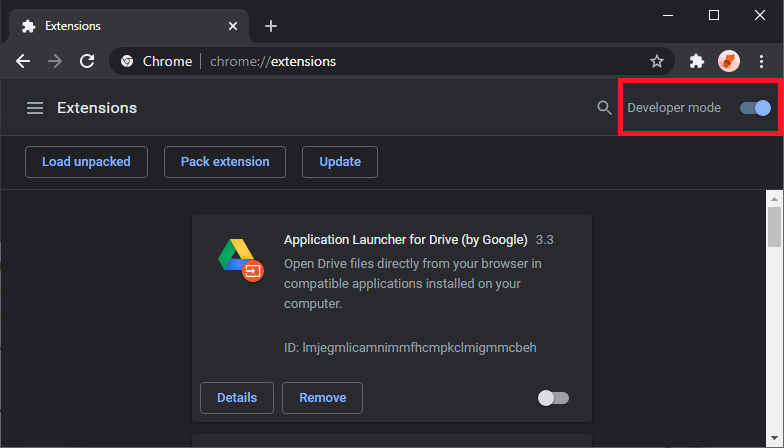 Extensions
Chrome chrome://extensions
Extensions Developer mode
Load unpacked Pack extension Update
Application Launcher for Drive (by Google) 3.3
Open Drive files directly from your browser in
compatible applications installed on your
computer.
ID: lmjegmlicamnimmfhcmpkclmigmmcbeh
Details Remove